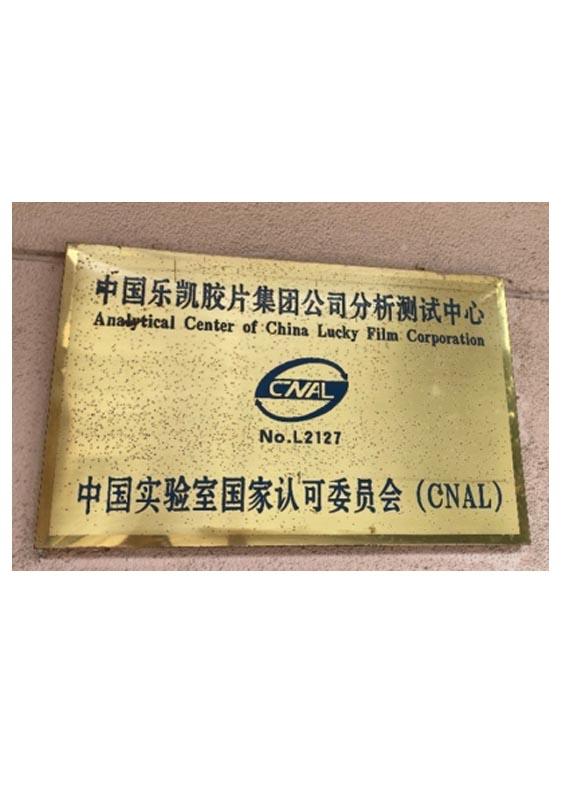 中国乐凯胶片集团公司分析测试中心
Analytical Center of China Lucky Film Corporation
CNAL
No.L2127
中国实验室国家认可委员会（CNAL）